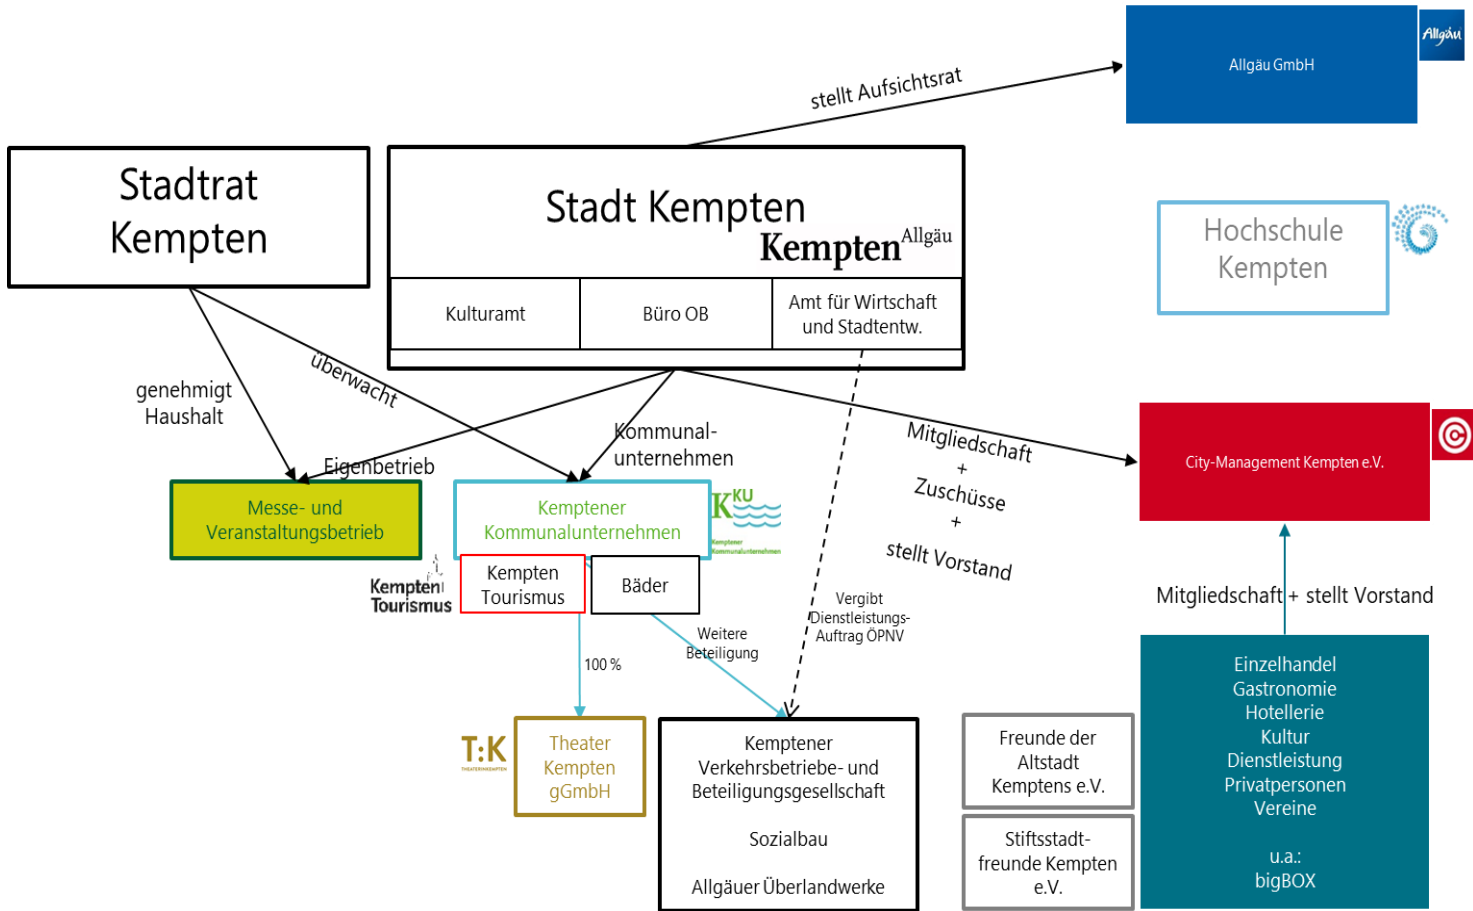 Allgäu GmbH
Allgäu
stellt Aufsichtsrat
Stadtrat
Kempten
Stadt Kempten
Kempten Allgäu
Kulturamt
Büro OB
Amt für Wirtschaft
und Stadtentw.
Hochschule
Kempten
genehmigt
Haushalt
überwacht
Eigenbetrieb
Kommunal-
unternehmen
Mitgliedschaft
+
Zuschüsse
+
stellt Vorstand
City-Management Kempten e.V.
Messe- und
Veranstaltungsbetrieb
Kemptener
Kommunalunternehmen
KKU
Kemptener
Kommunalunternehmen
Kempten
Tourismus
Kempten
Tourismus
Bäder
Vergibt
Dienstleistungs-
Auftrag ÖPNV
Weitere
Beteiligung
100 %
Mitgliedschaft + stellt Vorstand
T:K
THEATERINKEMPTEN
Theater
Kempten
gGmbH
Kemptener
Verkehrsbetriebe- und
Beteiligungsgesellschaft
Sozialbau
Allgäuer Überlandwerke
Freunde der
Altstadt
Kemptens e.V.
Stiftsstadt-
freunde Kempten
e.V.
Einzelhandel
Gastronomie
Hotellerie
Kultur
Dienstleistung
Privatpersonen
Vereine
u.a.:
bigBOX